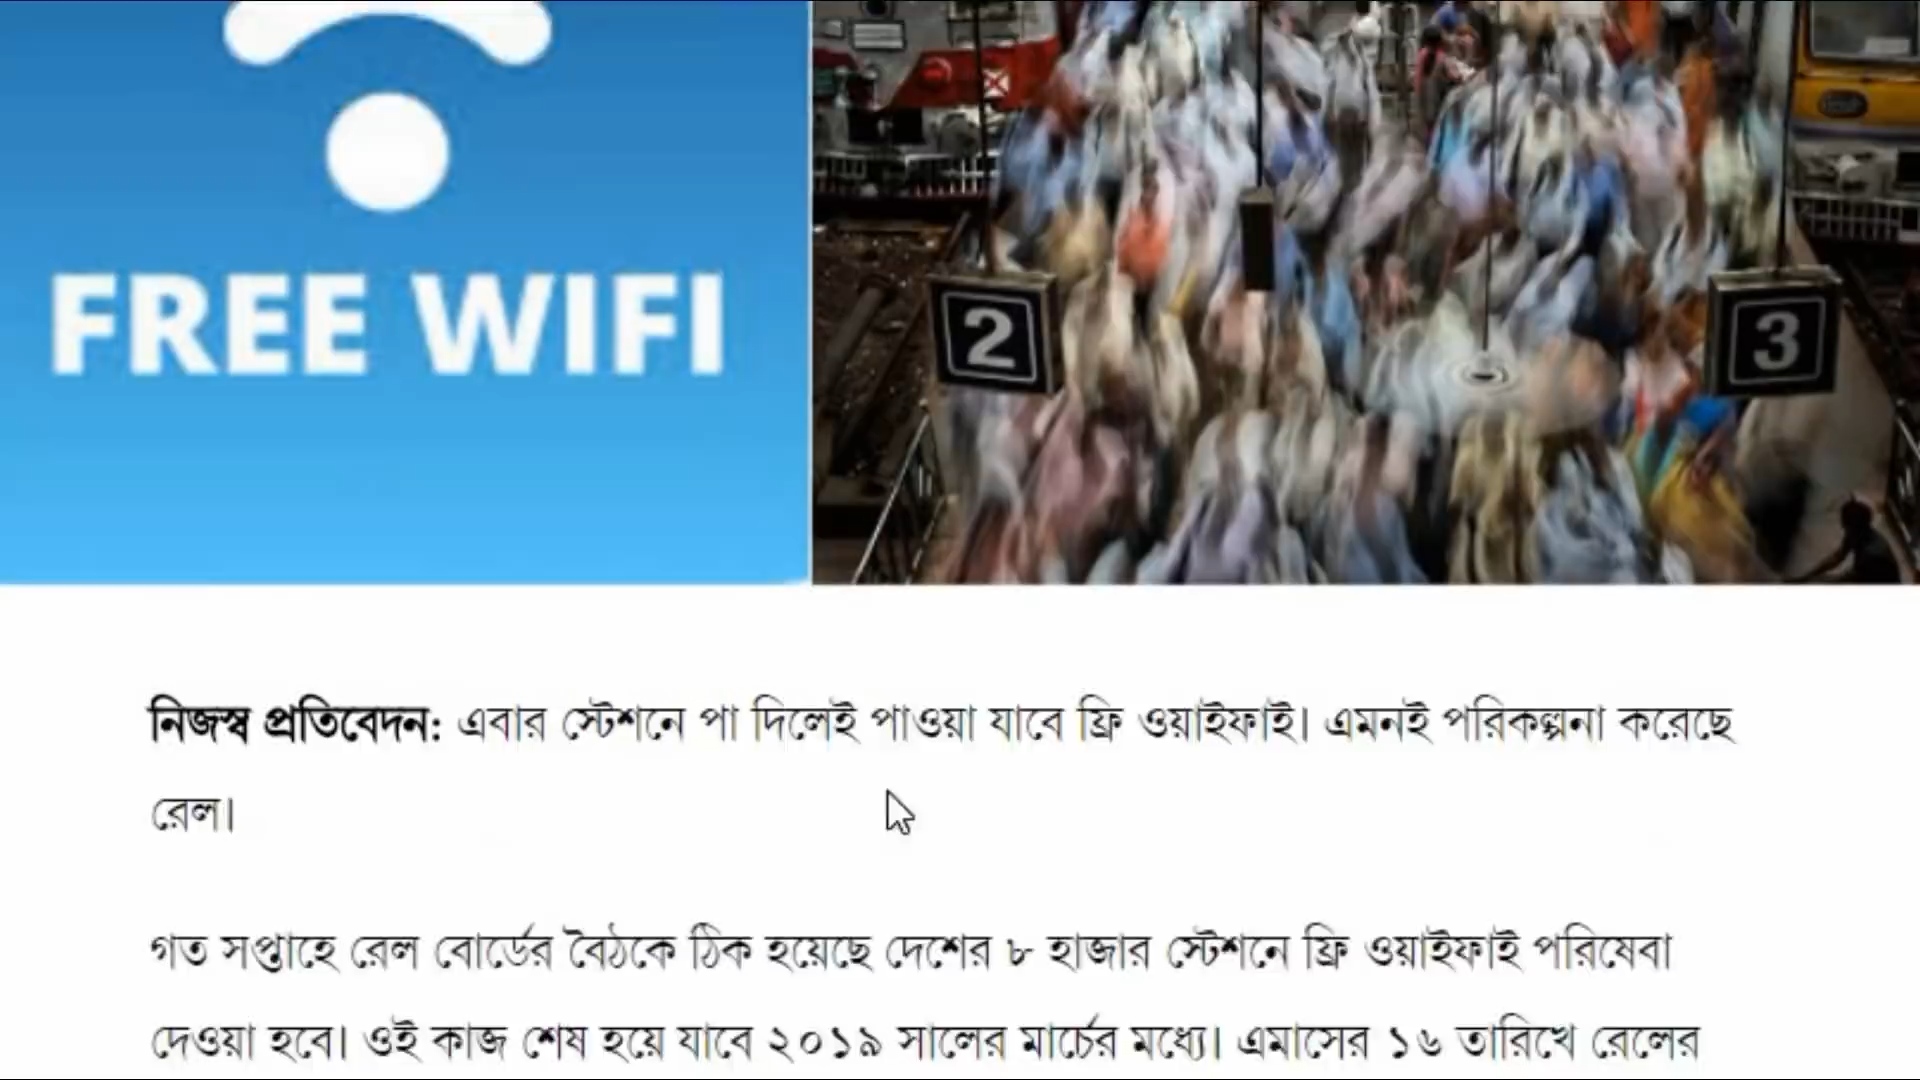 FREE WIFI
2
3
নিজস্ব প্রতিবেদন: এবার স্টেশনে পা দিলেই পাওয়া যাবে ফ্রি ওয়াইফাই। এমনই পরিকল্পনা করেছে
রেল।
গত সপ্তাহে রেল বোর্ডের বৈঠকে ঠিক হয়েছে দেশের ৮ হাজার স্টেশনে ফ্রি ওয়াইফাই পরিষেবা
দেওয়া হবে। ওই কাজ শেষ হয়ে যাবে ২০১৯ সালের মার্চের মধ্যে। এমাসের ১৬ তারিখে রেলের